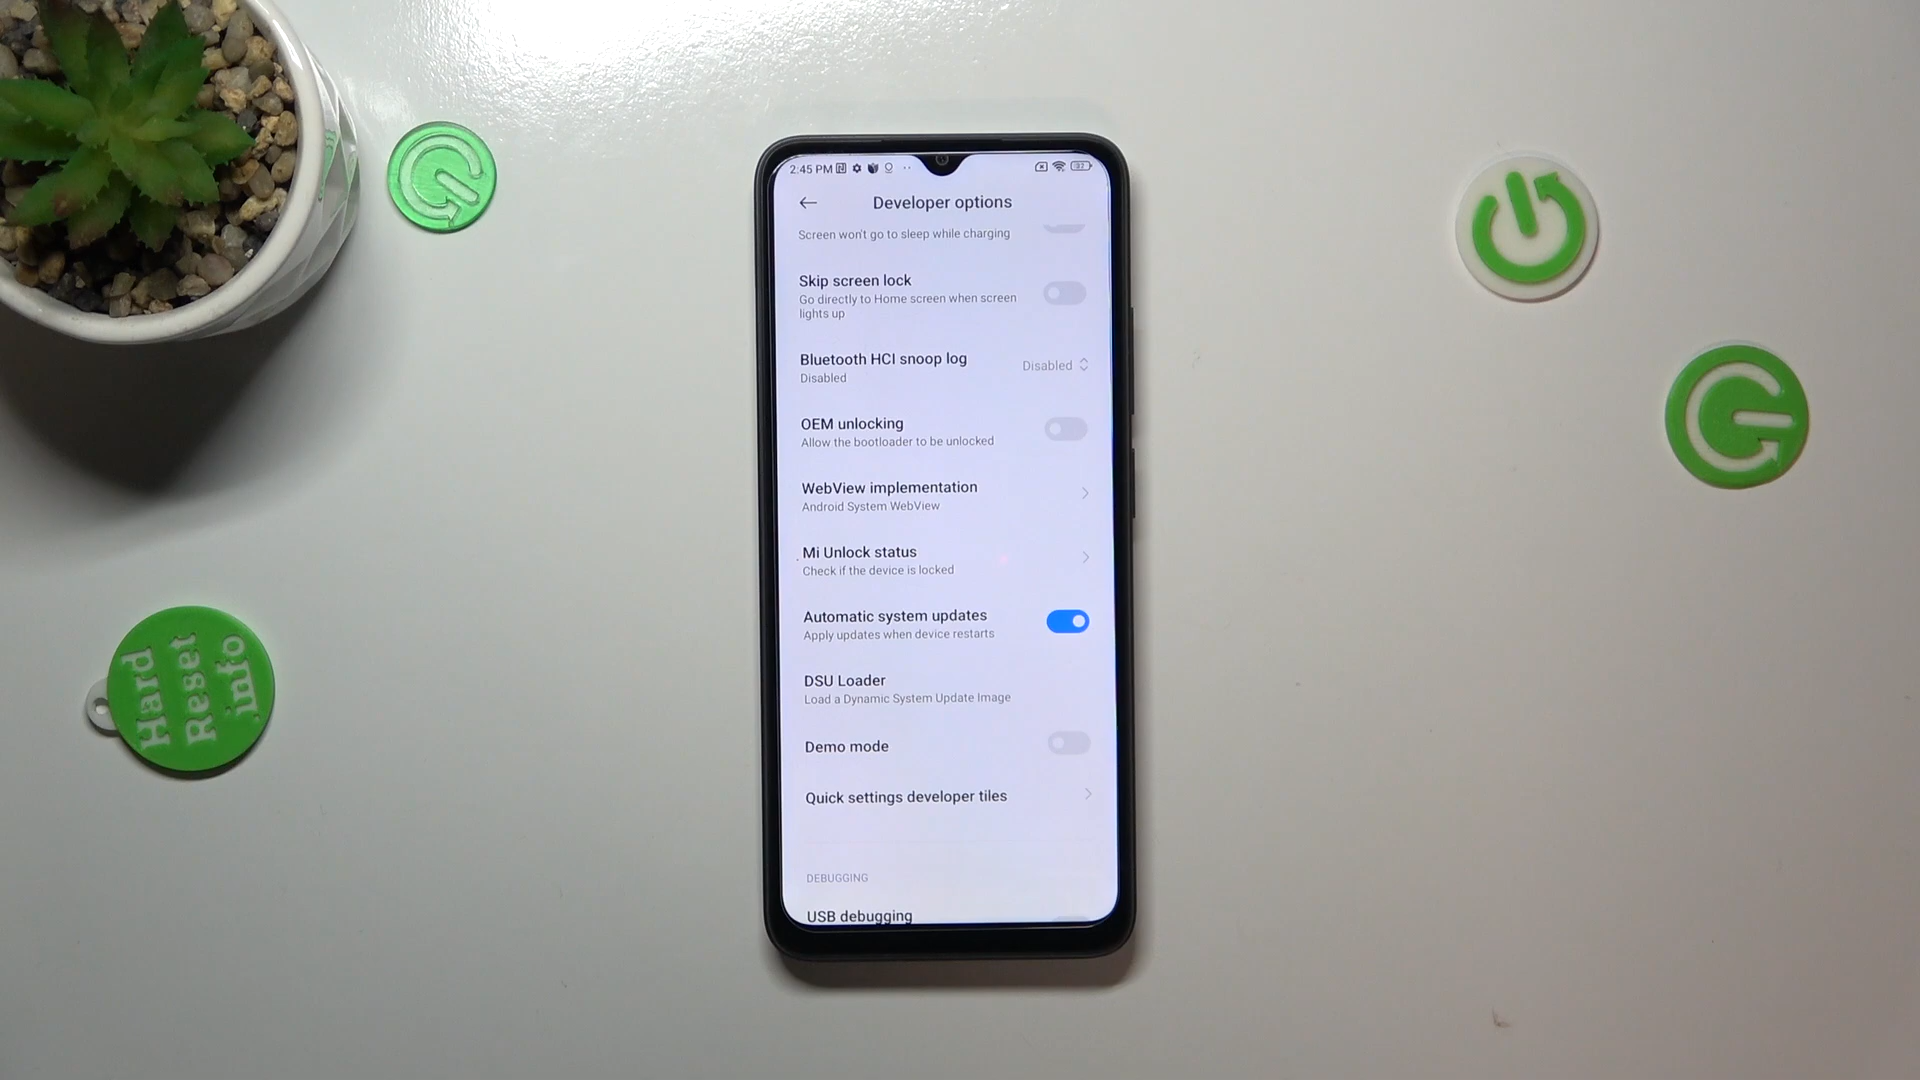 2:45 PM
37
Developer options
Screen won't go to sleep while charging
Skip screen lock
Go directly to Home screen when screen
lights up
Bluetooth HCI snoop log
Disabled
Disabled
OEM unlocking
Allow the bootloader to be unlocked
WebView implementation
Android System WebView
Mi Unlock status
Check if the device is locked
Automatic system updates
Apply updates when device restarts
DSU Loader
Load a Dynamic System Update Image
Demo mode
Quick settings developer tiles
DEBUGGING
USB debugging
Hard
Reset
.info